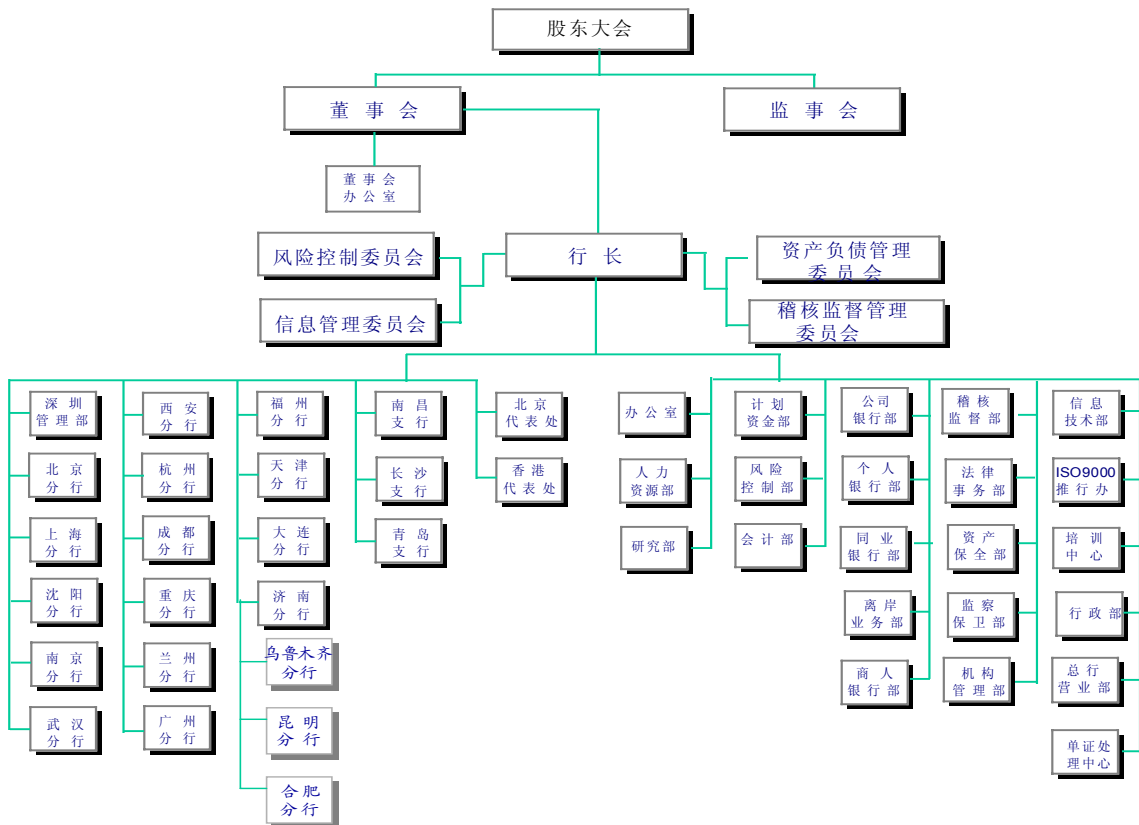 股东大会
董 事 会
监 事 会
董 事 会
办 公 室
风险控制委员会
行 长
资产负债管理
委 员 会
信息管理委员会
稽核监督管理
委员会
深 圳
管 理 部
北 京
分 行
上 海
分 行
沈 阳
分 行
南 京
分 行
武 汉
分 行
西 安
分 行
杭 州
分 行
成 都
分 行
重 庆
分 行
兰 州
分 行
广 州
分 行
福 州
分 行
天 津
分 行
大 连
分 行
济 南
分 行
乌鲁木齐
分 行
昆 明
分 行
合 肥
分 行
南 昌
支 行
长 沙
支 行
青 岛
支 行
北 京
代 表 处
香 港
代 表 处
办 公 室
人 力
资源部
研究部
计 划
资金部
风 险
控制部
会 计 部
公 司
银行部
个 人
银行部
同 业
银行部
离 岸
业务部
商 人
银行部
稽 核
监 督 部
法 律
事 务 部
资 产
保 全 部
监 察
保 卫 部
机 构
管 理 部
信 息
技术部
ISO9000
推行办
培 训
中 心
行 政 部
总 行
营 业 部
单 证 处
理 中 心